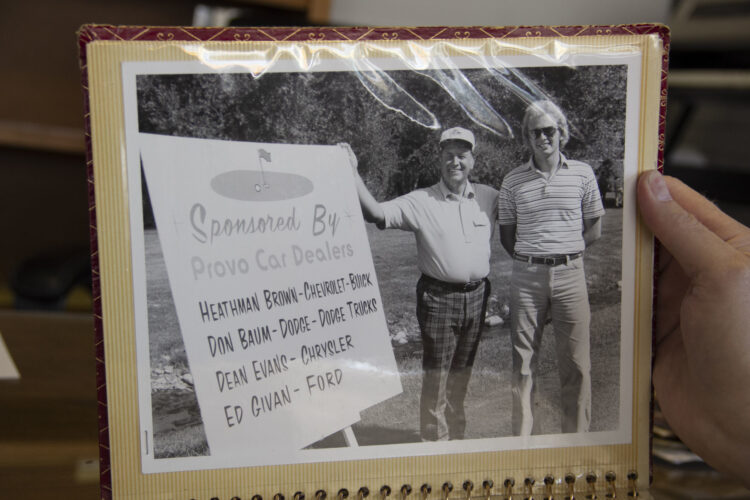 Sponsored By
Provo Car Dealers
HEATHMAN BROWN-CHEVROLET-BUICK
DON BAUM-DODGE-DODGE TRUCKS
DEAN EVANS-CHRYSLER
ED GIVAN-FORD